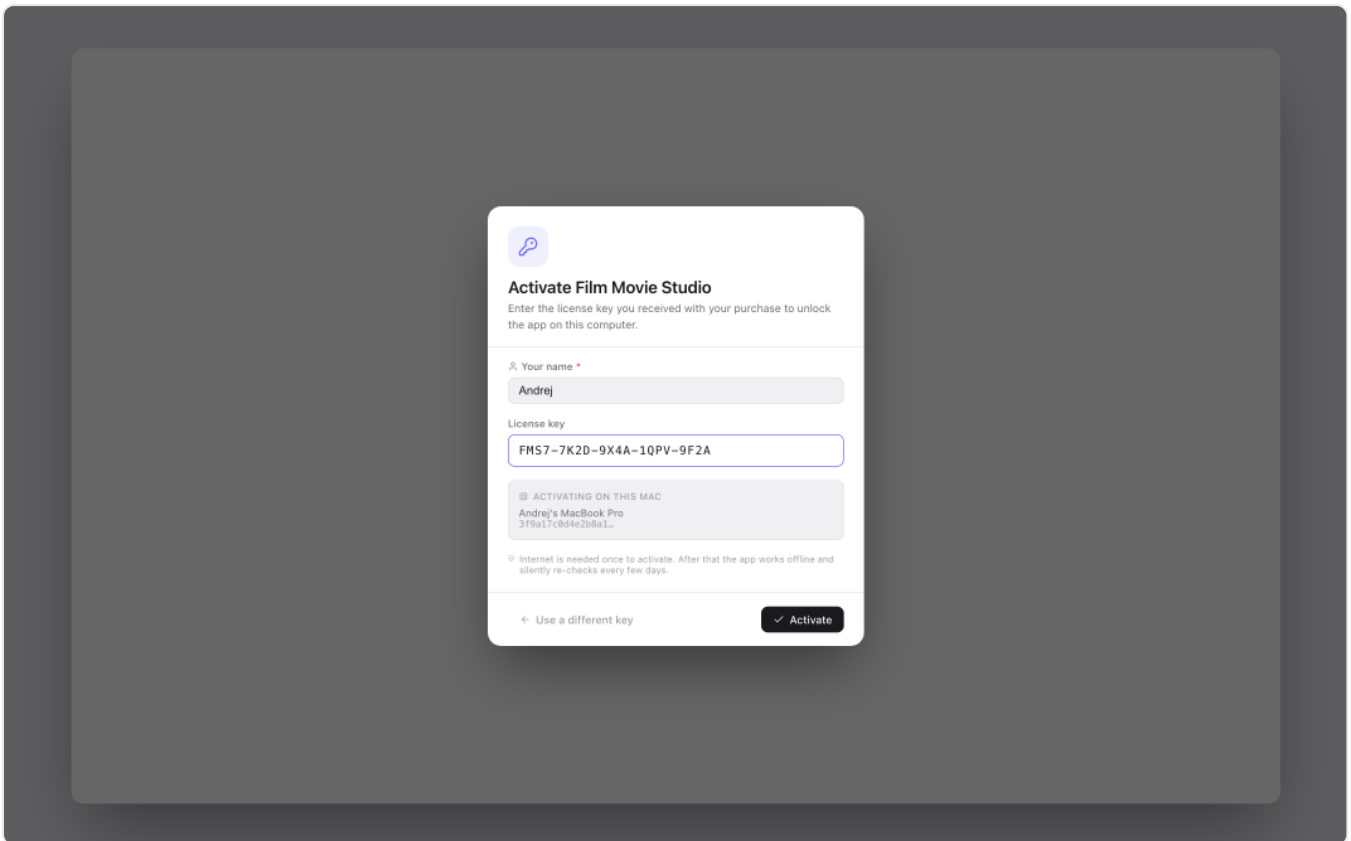 Activate Film Movie Studio
Enter the license key you received with your purchase to unlock
the app on this computer.
Your name *
Andrej
License key
FMS7-7K2D-9X4A-1QPV-9F2A
ACTIVATING ON THIS MAC
Andrej's MacBook Pro
3f9a17c0d4e2b8a1…
Internet is needed once to activate. After that the app works offline and
silently re-checks every few days.
Use a different key
Activate